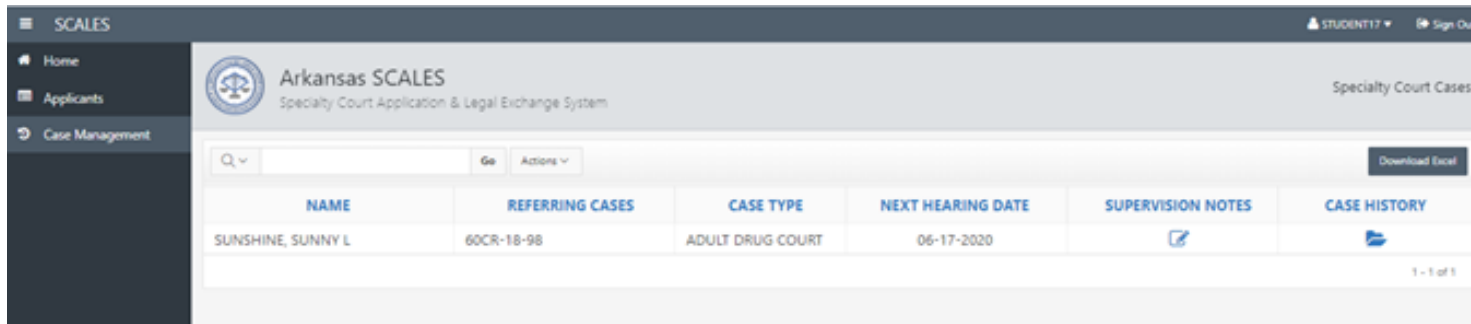 SCALES
STUDENT17
Sign Ou
Home
Applicants
Case Management
Arkansas SCALES
Specialty Court Application & Legal Exchange System
Specialty Court Cases
Go
Actions
Download Excel
NAME REFERRING CASES CASE TYPE NEXT HEARING DATE SUPERVISION NOTES CASE HISTORY
SUNSHINE, SUNNY L 60CR-18-98 ADULT DRUG COURT 06-17-2020
1 - 1 of 1